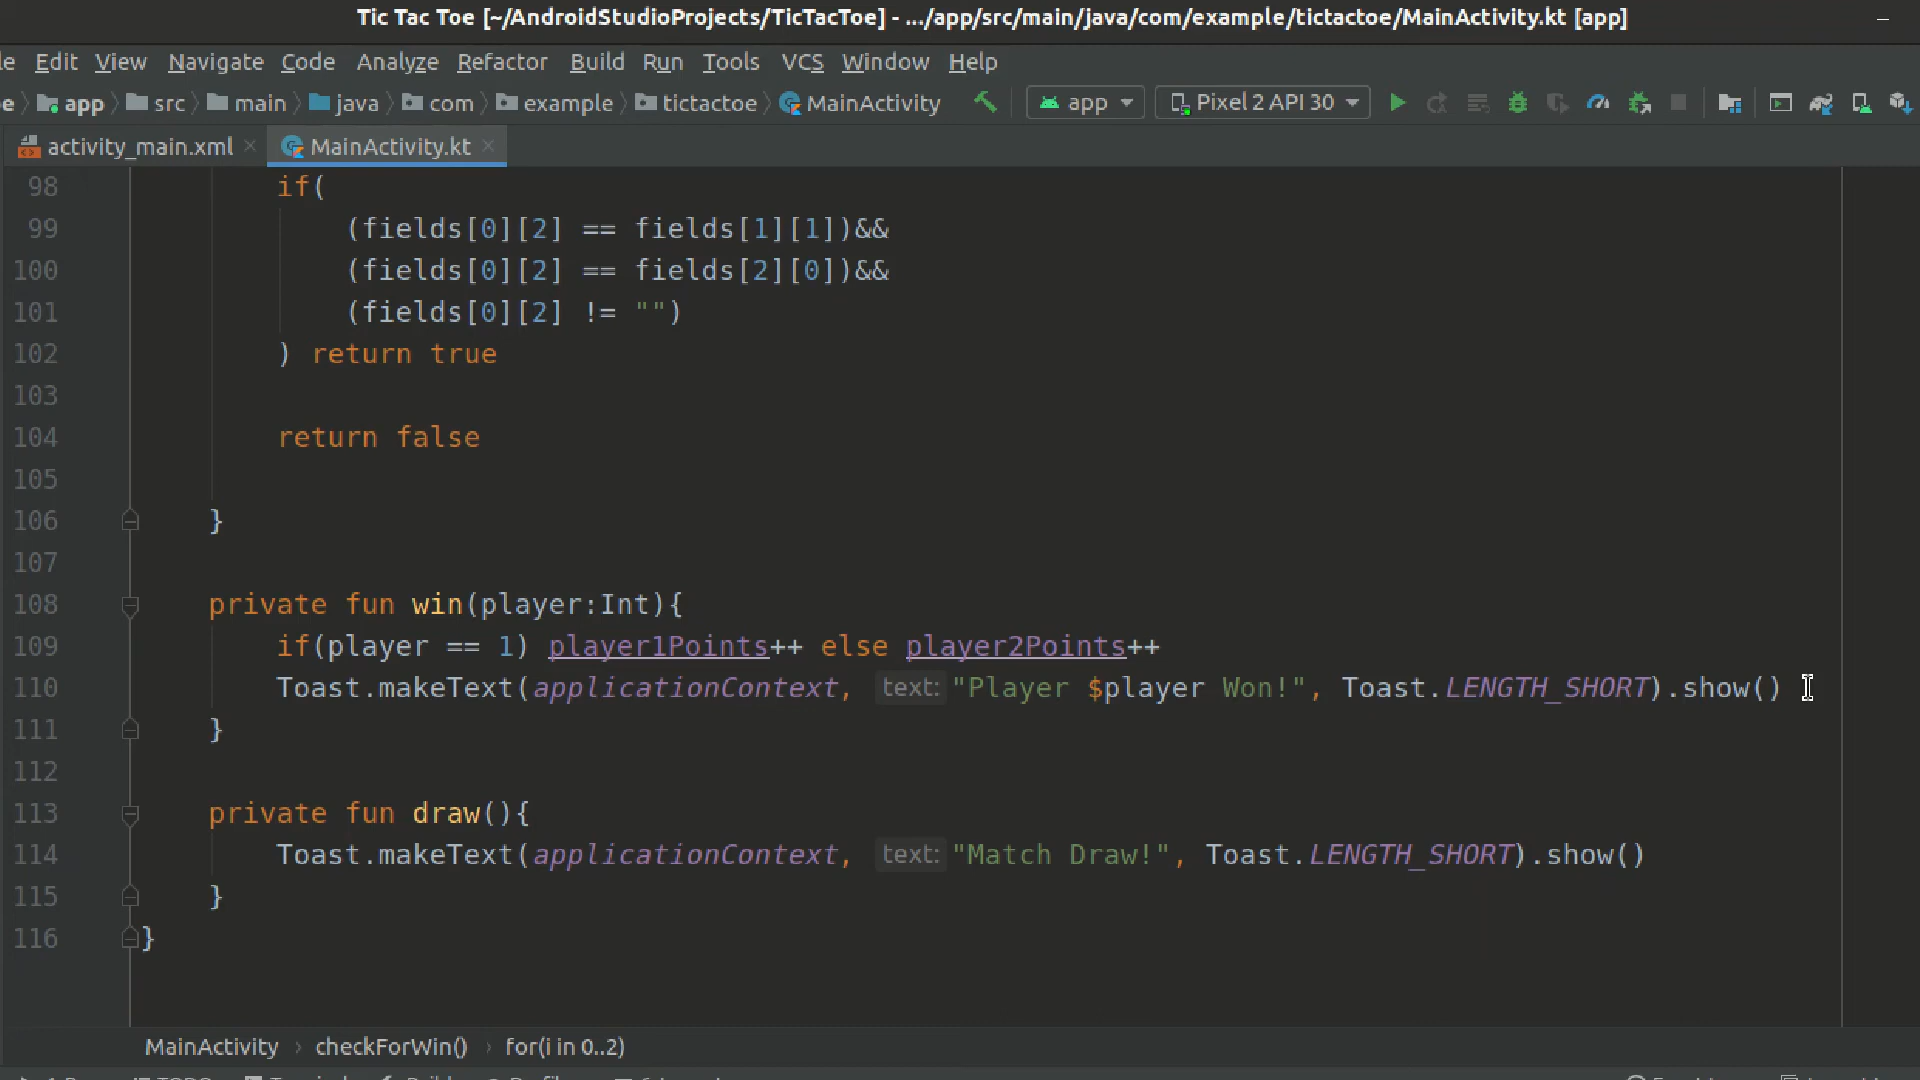 Tic Tac Toe [~/AndroidStudioProjects/TicTacToe] - .../app/src/main/java/com/example/tictactoe/MainActivity.kt [app]
le Edit View Navigate Code Analyze Refactor Build Run Tools VCS Window Help
e app src main java com example tictactoe MainActivity app Pixel 2 API 30
activity_main.xml MainActivity.kt
98 if(
99 (fields[0][2] == fields[1][1])&&
100 (fields[0][2] == fields[2][0])&&
101 (fields[0][2] != "")
102 ) return true
103
104 return false
105
106 }
107
108 private fun win(player:Int){
109 if(player == 1) player1Points++ else player2Points++
110 Toast.makeText(applicationContext, text: "Player $player Won!", Toast.LENGTH_SHORT).show()
111 }
112
113 private fun draw(){
114 Toast.makeText(applicationContext, text: "Match Draw!", Toast.LENGTH_SHORT).show()
115 }
116 }
MainActivity › checkForWin() › for(i in 0..2)